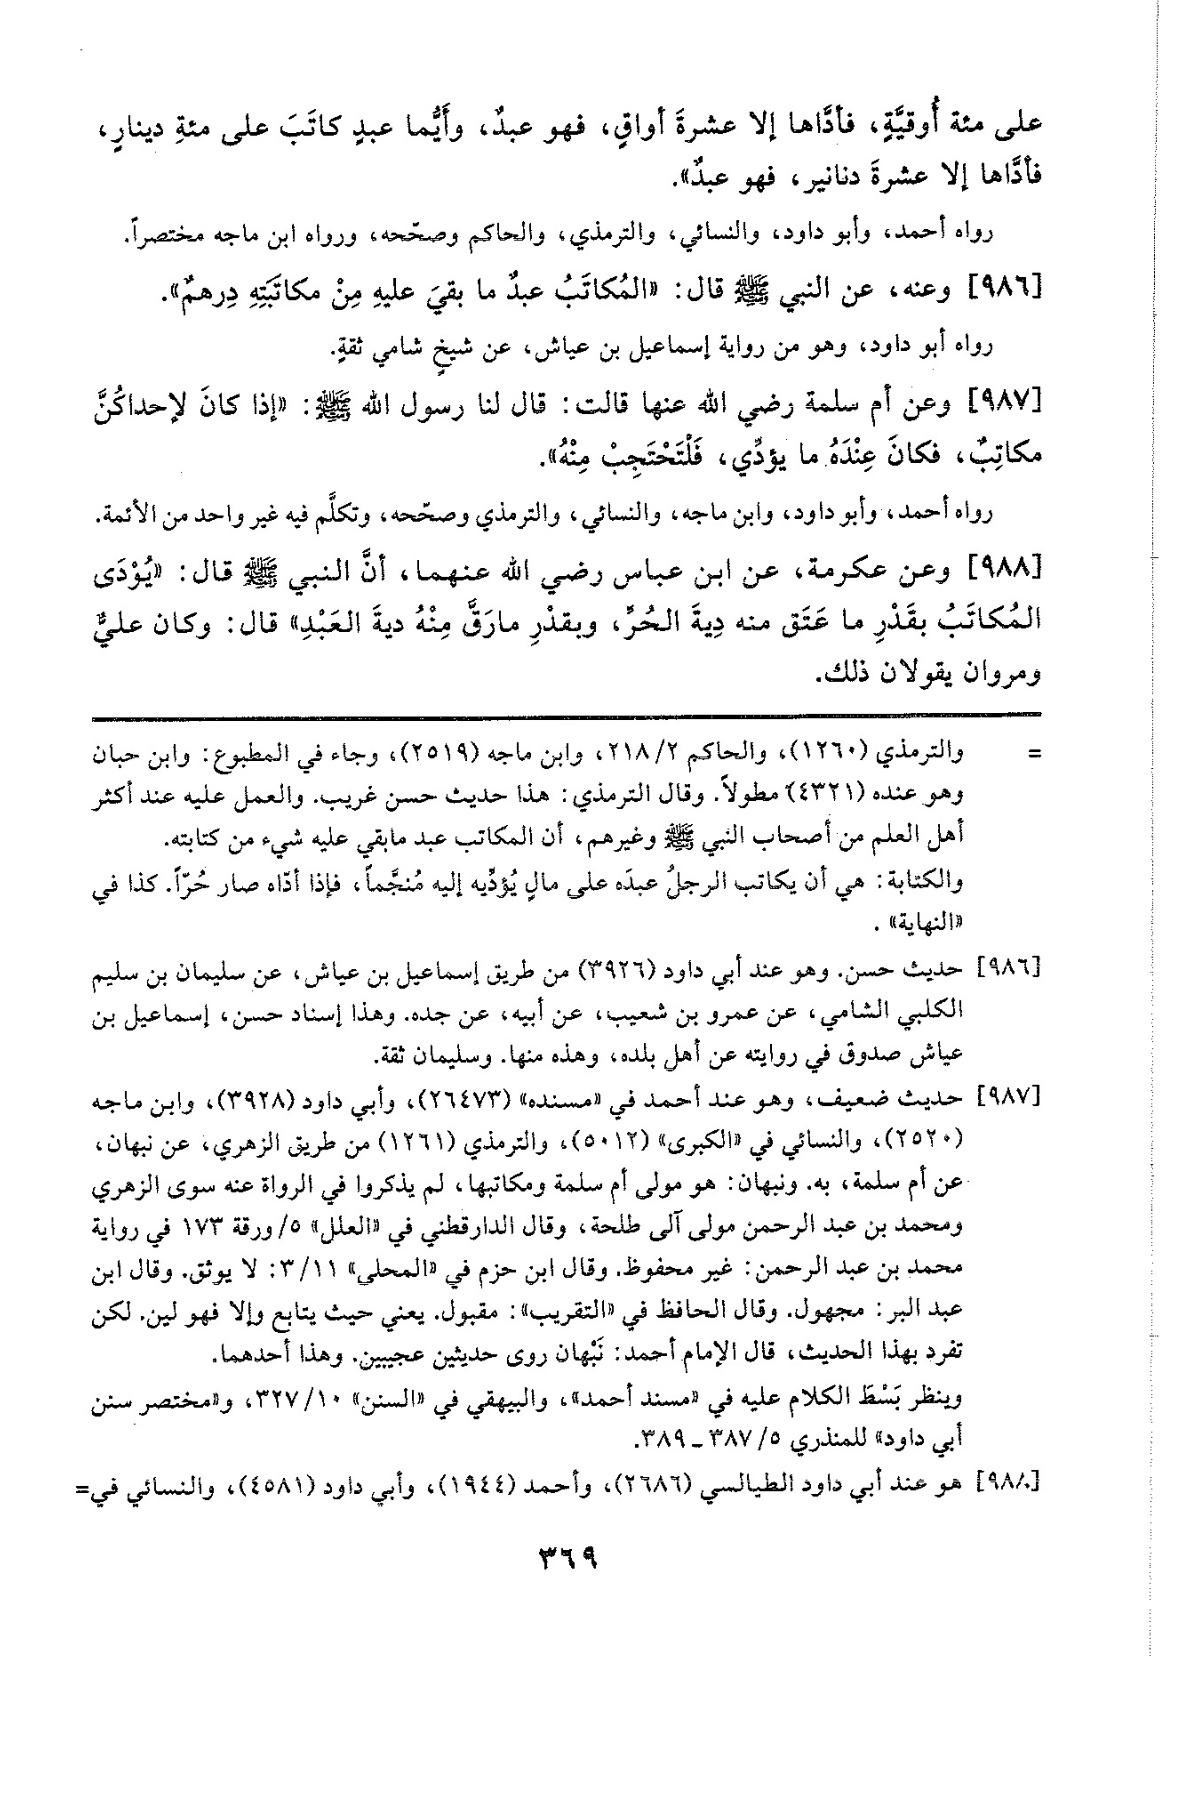 على مئة أُوقيَّةٍ، فأدَّاها إلا عشرةَ أواقٍ، فهو عبدٌ، وأَيُّما عبدٍ كاتَبَ على مئةِ دينارٍ،
فأدَّاها إلا عشرةَ دنانير، فهو عبدٌ».
رواه أحمد، وأبو داود، والنسائي، والترمذي، والحاكم وصحّحه، ورواه ابن ماجه مختصراً.
[٩٨٦] وعنه، عن النبي ﷺ قال: «المُكاتَبُ عبدٌ ما بقيَ عليهِ مِنْ مكاتَبَتِهِ دِرهمٌ».
رواه أبو داود، وهو من رواية إسماعيل بن عياش، عن شيخٍ شامي ثقةٍ.
[٩٨٧] وعن أم سلمة رضي الله عنها قالت: قال لنا رسول الله ﷺ: «إذا كانَ لإحداكُنَّ
مكاتِبٌ، فكانَ عِنْدَهُ ما يؤدِّي، فَلْتَحْتَجِبْ مِنْهُ».
رواه أحمد، وأبو داود، وابن ماجه، والنسائي، والترمذي وصحّحه، وتكلَّم فيه غير واحد من الأئمة.
[٩٨٨] وعن عكرمة، عن ابن عباس رضي الله عنهما، أنَّ النبي ﷺ قال: «يُوْدَى
المُكاتَبُ بقَدْرِ ما عَتَق منه دِيةَ الحُرِّ، وبقدْرِ مارَقَّ مِنْهُ ديةَ العَبْدِ» قال: وكان عليٌّ
ومروان يقولان ذلك.
= والترمذي (١٢٦٠)، والحاكم ٢/ ٢١٨، وابن ماجه (٢٥١٩)، وجاء في المطبوع: وابن حبان
وهو عنده (٤٣٢١) مطولاً. وقال الترمذي: هذا حديث حسن غريب. والعمل عليه عند أكثر
أهل العلم من أصحاب النبي ﷺ وغيرهم، أن المكاتب عبد مابقي عليه شيء من كتابته.
والكتابة: هي أن يكاتب الرجلُ عبدَه على مالٍ يُؤدِّيه إليه مُنجَّماً، فإذا أدّاه صار حُرّاً. كذا في
«النهاية» .
[٩٨٦] حديث حسن. وهو عند أبي داود (٣٩٢٦) من طريق إسماعيل بن عياش، عن سليمان بن سليم
الكلبي الشامي، عن عمرو بن شعيب، عن أبيه، عن جده. وهذا إسناد حسن، إسماعيل بن
عياش صدوق في روايته عن أهل بلده، وهذه منها. وسليمان ثقة.
[٩٨٧] حديث ضعيف، وهو عند أحمد في «مسنده» (٢٦٤٧٣)، وأبي داود (٣٩٢٨)، وابن ماجه
(٢٥٢٠)، والنسائي في «الكبرى» (٥٠١٢)، والترمذي (١٢٦١) من طريق الزهري، عن نبهان،
عن أم سلمة، به. ونبهان: هو مولى أم سلمة ومكاتبها، لم يذكروا في الرواة عنه سوى الزهري
ومحمد بن عبد الرحمن مولى آلى طلحة، وقال الدارقطني في «العلل» ٥/ ورقة ١٧٣ في رواية
محمد بن عبد الرحمن: غير محفوظ. وقال ابن حزم في «المحلى» ١١/ ٣: لا يوثق. وقال ابن
عبد البر: مجهول. وقال الحافظ في «التقريب»: مقبول. يعني حيث يتابع وإلا فهو لين. لكن
تفرد بهذا الحديث، قال الإمام أحمد: نَبْهان روى حديثين عجيبين. وهذا أحدهما.
وينظر بَسْطَ الكلام عليه في «مسند أحمد»، والبيهقي في «السنن» ١٠/ ٣٢٧، و«مختصر سنن
أبي داود» للمنذري ٥/ ٣٨٧ ـ ٣٨٩.
[٩٨٨] هو عند أبي داود الطيالسي (٢٦٨٦)، وأحمد (١٩٤٤)، وأبي داود (٤٥٨١)، والنسائي في=
٣٦٩